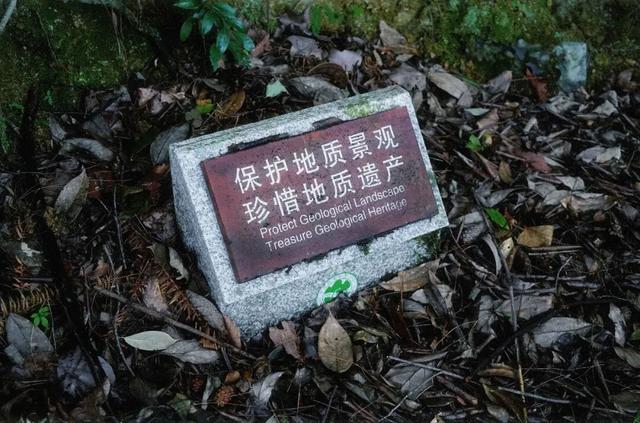 保护地质景观
珍惜地质遗产
Protect Geological Landscape
Treasure Geological Heritage